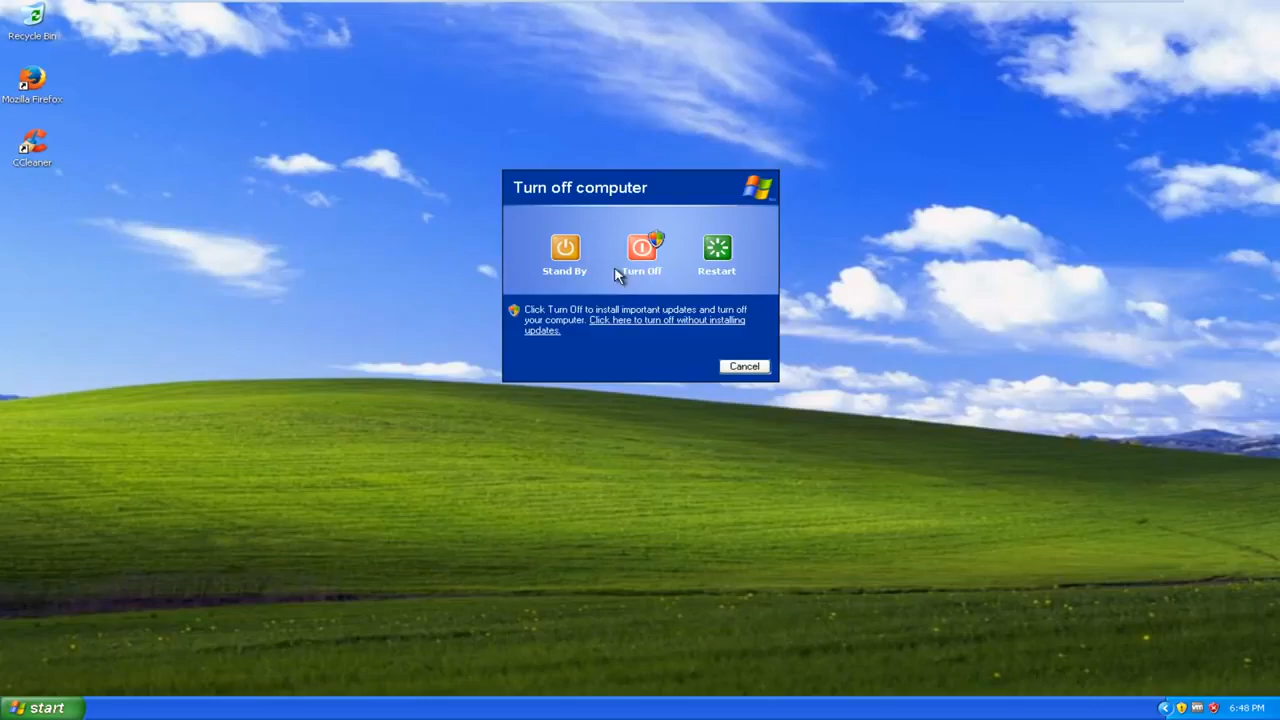 Recycle Bin
Mozilla Firefox
CCleaner
Turn off computer
Stand By
Turn Off
Restart
Click Turn Off to install important updates and turn off
your computer. Click here to turn off without installing
updates.
Cancel
start
6:48 PM